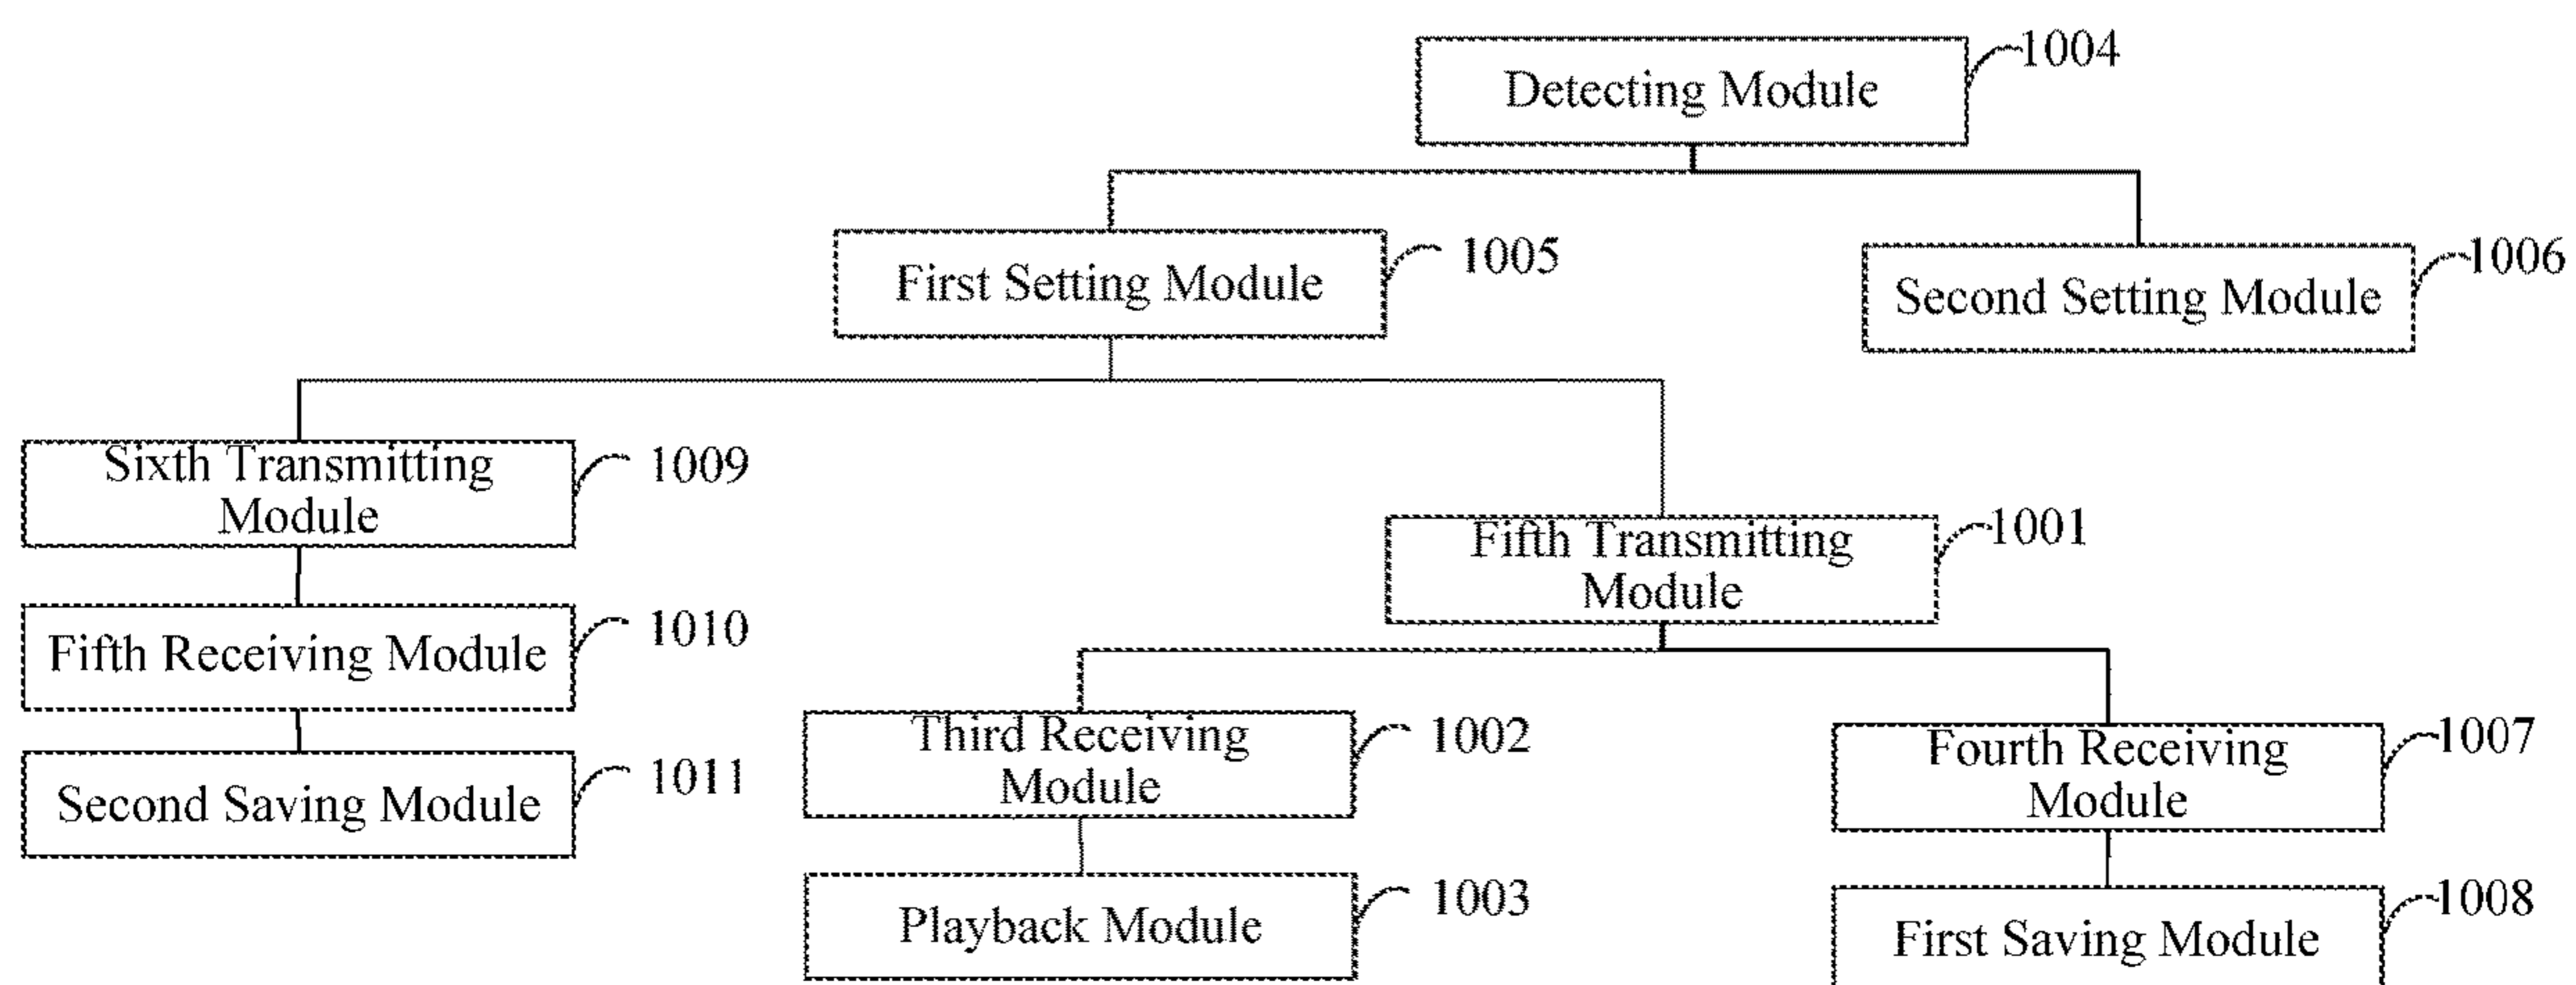 Detecting Module
1004
First Setting Module
1005
Second Setting Module
1006
Sixth Transmitting
Module
1009
Fifth Transmitting
Module
1001
Fifth Receiving Module
1010
Third Receiving
Module
1002
Fourth Receiving
Module
1007
Second Saving Module
1011
Playback Module
1003
First Saving Module
1008